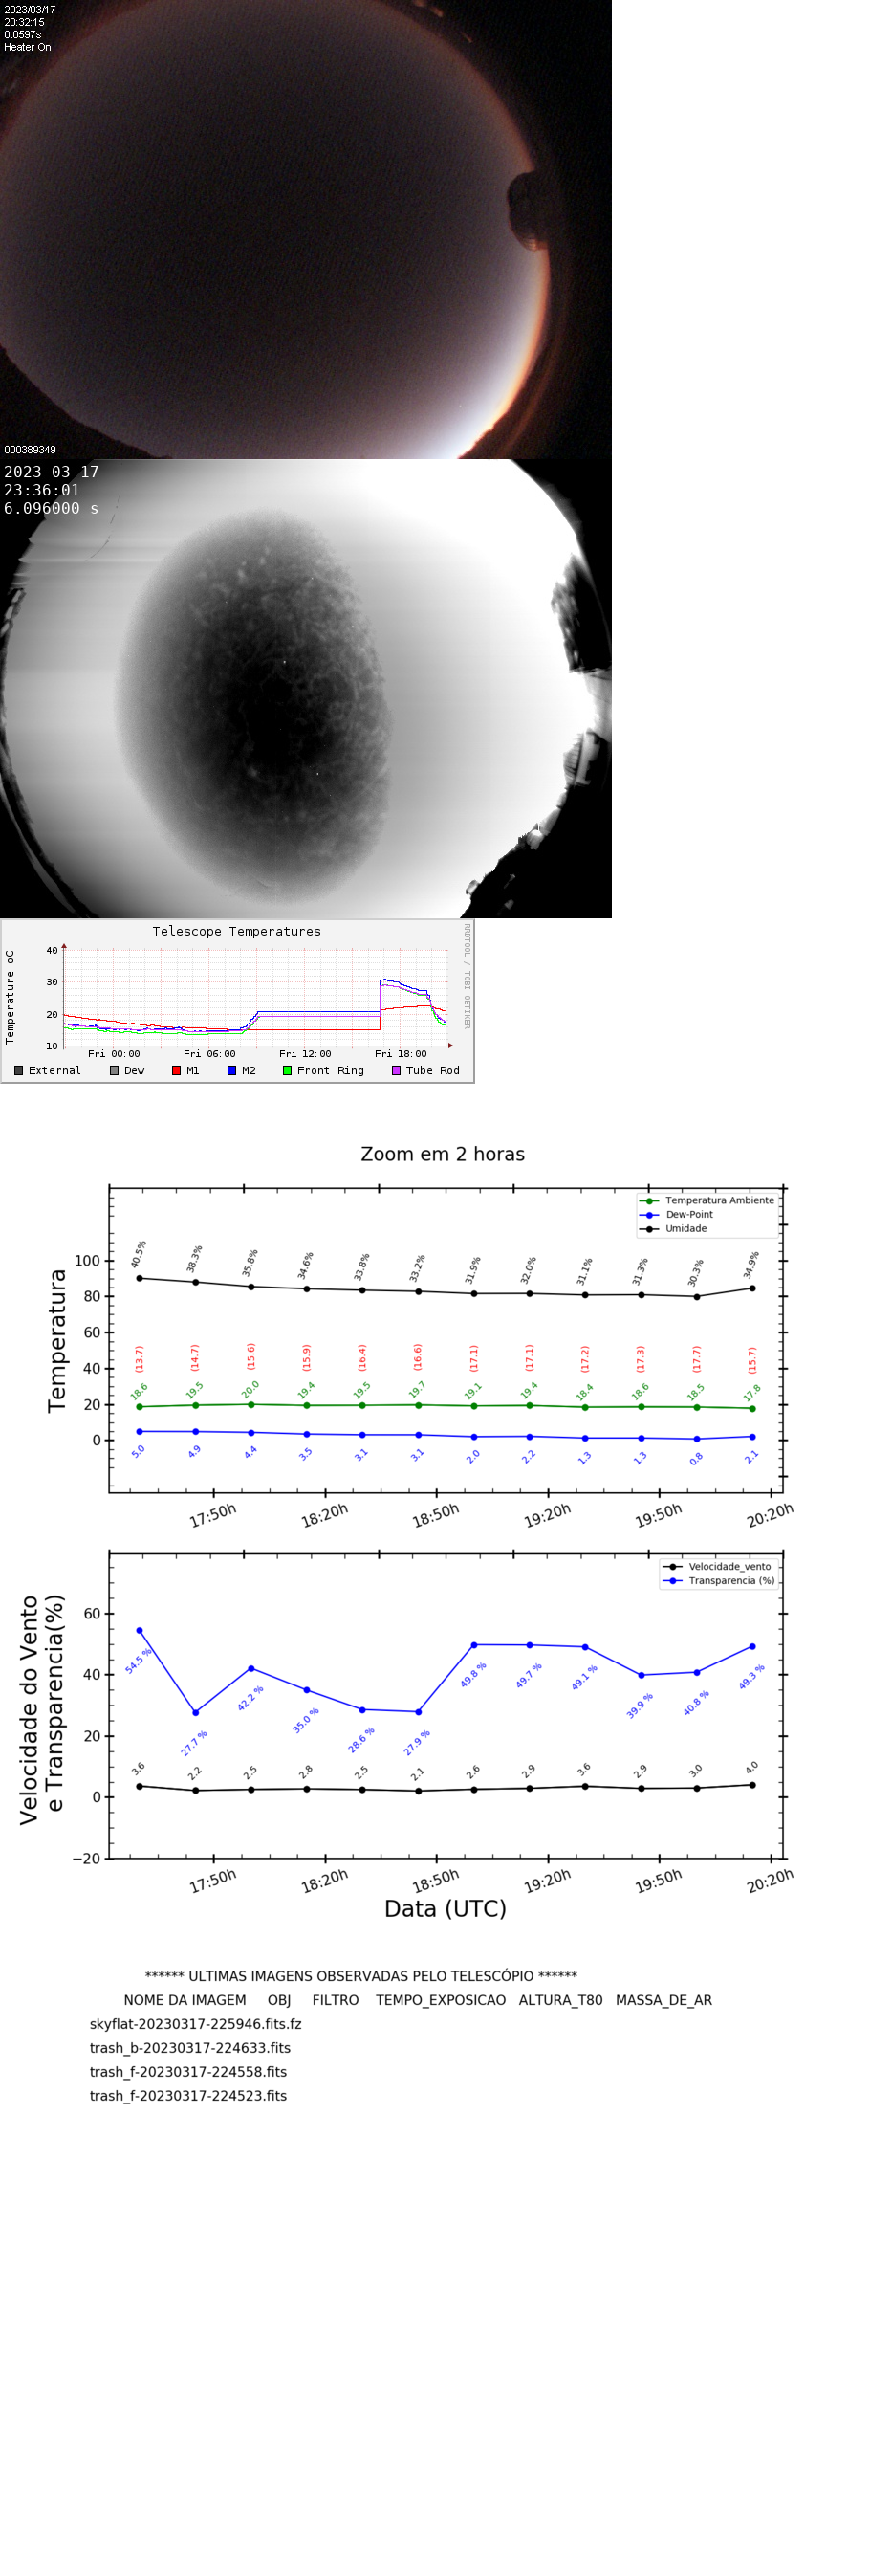 2023/03/17
20:32:15
0.0597s
Heater On
000389349
2023-03-17
23:36:01
6.096000 s
Telescope Temperatures
RRDTOOL / TOBI OETIKER
Temperature oC
40
30
20
10
Fri 00:00 Fri 06:00 Fri 12:00 Fri 18:00
External Dew M1 M2 Front Ring Tube Rod
Zoom em 2 horas
Temperatura Ambiente
Dew-Point
Umidade
Temperatura
100
80
60
40
20
0
40.5% 38.3% 35.8% 34.6% 33.8% 33.2% 31.9% 32.0% 31.1% 31.3% 30.3% 34.9%
(13.7) (14.7) (15.6) (15.9) (16.4) (16.6) (17.1) (17.1) (17.2) (17.3) (17.7) (15.7)
18.6 19.5 20.0 19.4 19.5 19.7 19.1 19.4 18.4 18.6 18.5 17.8
5.0 4.9 4.4 3.5 3.1 3.1 2.0 2.2 1.3 1.3 0.8 2.1
17:50h 18:20h 18:50h 19:20h 19:50h 20:20h
Velocidade_vento
Transparencia (%)
Velocidade do Vento
e Transparencia(%)
60
40
20
0
−20
54.5 % 27.7 % 42.2 % 35.0 % 28.6 % 27.9 % 49.8 % 49.7 % 49.1 % 39.9 % 40.8 % 49.3 %
3.6 2.2 2.5 2.8 2.5 2.1 2.6 2.9 3.6 2.9 3.0 4.0
17:50h 18:20h 18:50h 19:20h 19:50h 20:20h
Data (UTC)
****** ULTIMAS IMAGENS OBSERVADAS PELO TELESCÓPIO ******
NOME DA IMAGEM OBJ FILTRO TEMPO_EXPOSICAO ALTURA_T80 MASSA_DE_AR
skyflat-20230317-225946.fits.fz
trash_b-20230317-224633.fits
trash_f-20230317-224558.fits
trash_f-20230317-224523.fits